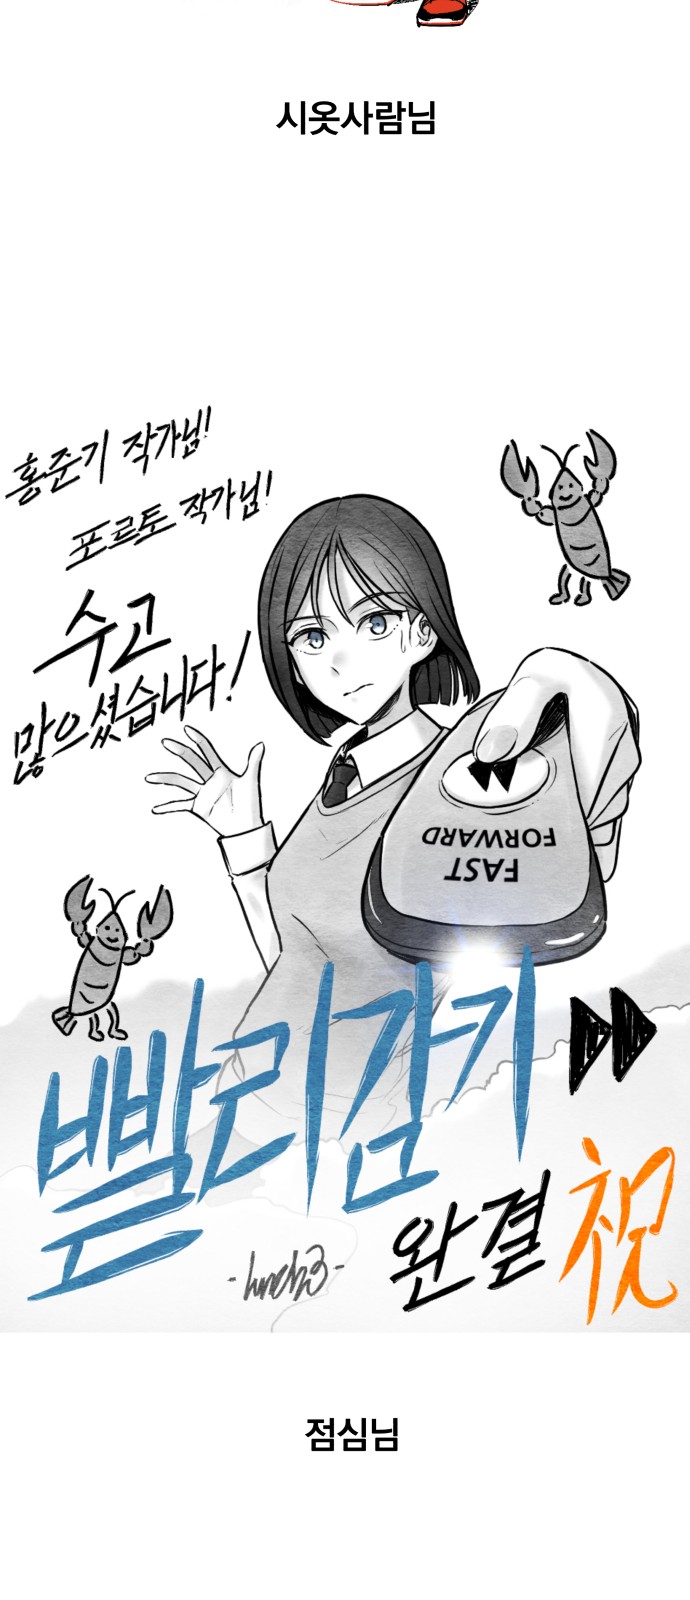 시옷사람님
홍준기 작가님!
포르토 작가님!
수고
많으셨습니다!
FAST
FORWARD
빨리감기
완결 祝
-lunch23-
점심님